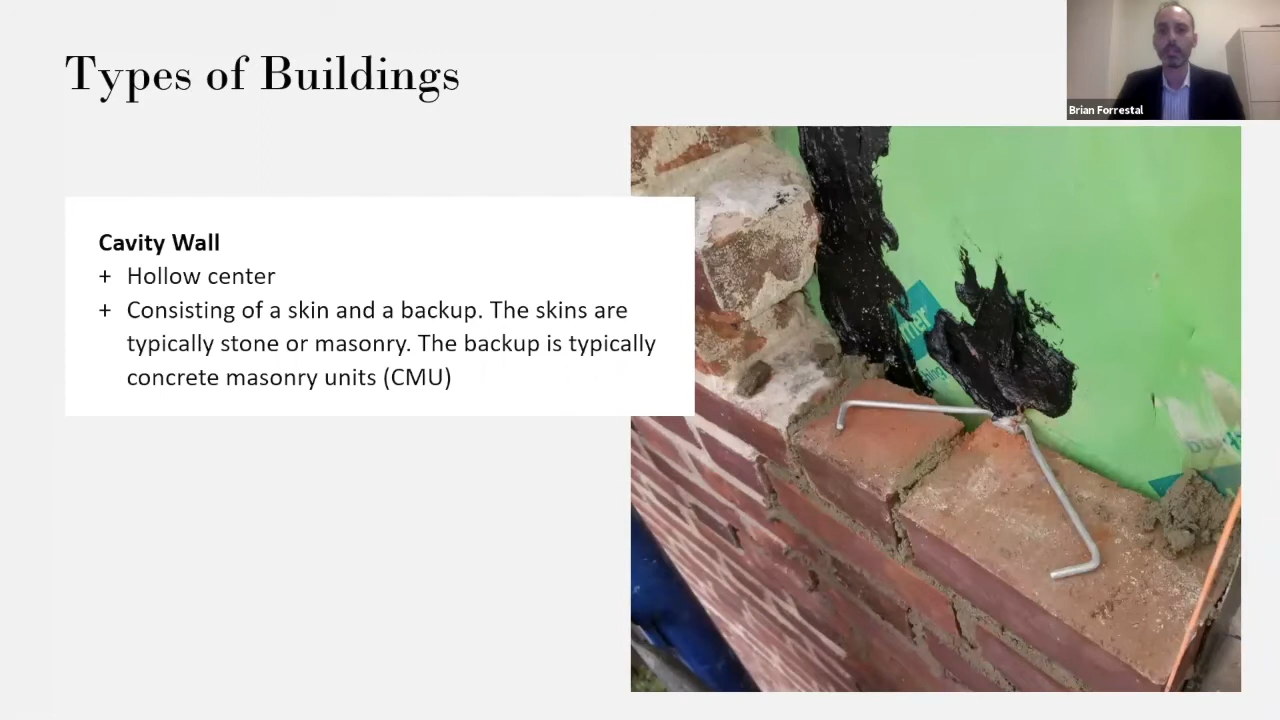 Types of Buildings
Brian Forrestal
Cavity Wall
+ Hollow center
+ Consisting of a skin and a backup. The skins are
typically stone or masonry. The backup is typically
concrete masonry units (CMU)